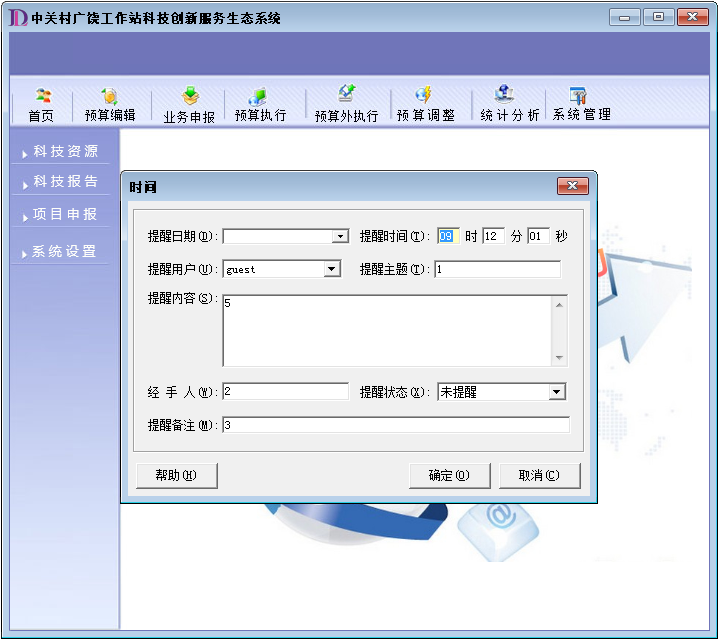 中关村广饶工作站科技创新服务生态系统
首页 预算编辑 业务申报 预算执行 预算外执行 预算调整 统计分析 系统管理
科技资源
科技报告
项目申报
系统设置
时间
提醒日期(D): 提醒时间(T): 09 时 12 分 01 秒
提醒用户(U): guest 提醒主题(T): 1
提醒内容(S): 5
经 手 人(W): 2 提醒状态(X): 未提醒
提醒备注(M): 3
帮助(H) 确定(O) 取消(C)
@